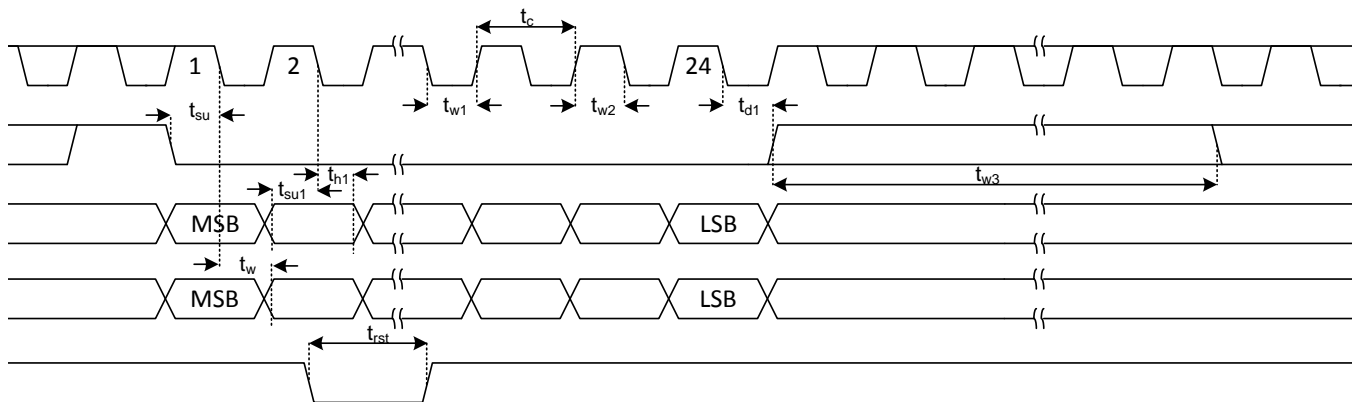 t_c
1
2
24
t_su
t_w1
t_w2
t_d1
t_su1
t_h1
t_w3
MSB
LSB
t_w
MSB
LSB
t_rst